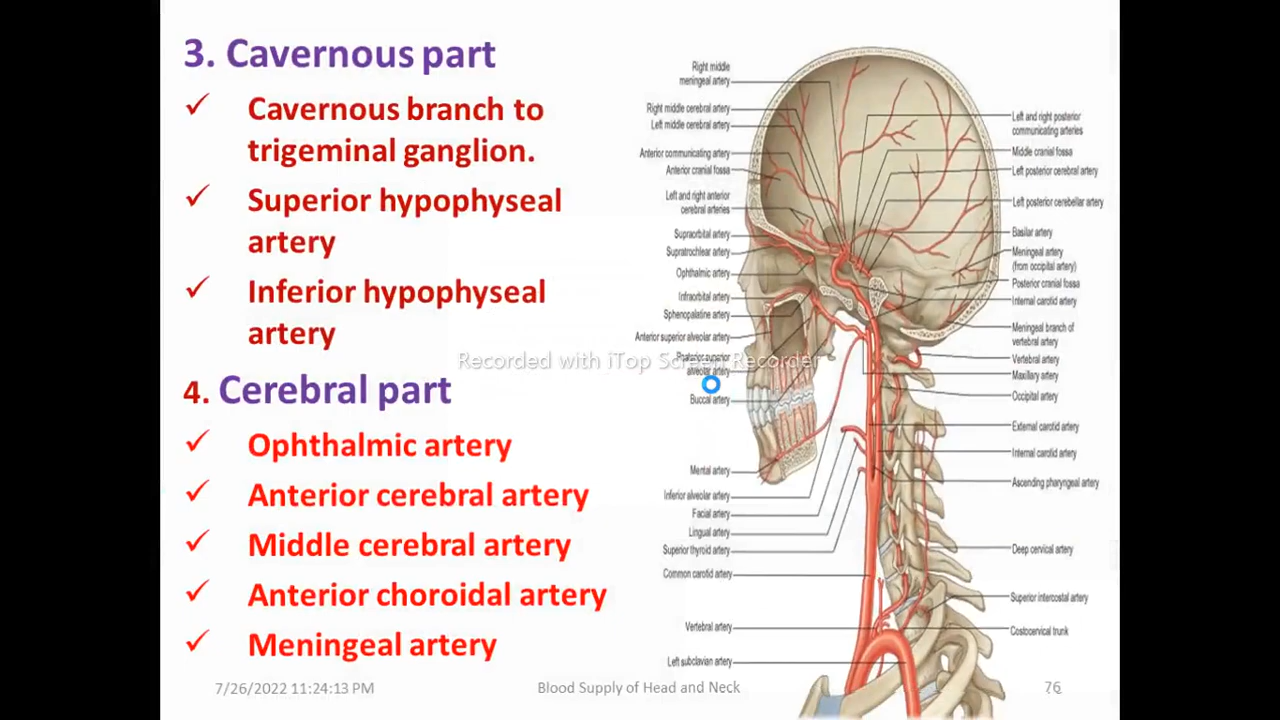 3. Cavernous part
✓ Cavernous branch to
trigeminal ganglion.
✓ Superior hypophyseal
artery
✓ Inferior hypophyseal
artery
4. Cerebral part
✓ Ophthalmic artery
✓ Anterior cerebral artery
✓ Middle cerebral artery
✓ Anterior choroidal artery
✓ Meningeal artery
Right middle
meningeal artery
Right middle cerebral artery
Left middle cerebral artery
Anterior communicating artery
Anterior cranial fossa
Left and right anterior
cerebral arteries
Supraorbital artery
Supratrochlear artery
Ophthalmic artery
Infraorbital artery
Sphenopalatine artery
Anterior superior alveolar artery
Posterior superior
alveolar artery
Buccal artery
Mental artery
Inferior alveolar artery
Facial artery
Lingual artery
Superior thyroid artery
Common carotid artery
Vertebral artery
Left subclavian artery
Left and right posterior
communicating arteries
Middle cranial fossa
Left posterior cerebral artery
Left posterior cerebellar artery
Basilar artery
Meningeal artery
(from occipital artery)
Posterior cranial fossa
Internal carotid artery
Meningeal branch of
vertebral artery
Vertebral artery
Maxillary artery
Occipital artery
External carotid artery
Internal carotid artery
Ascending pharyngeal artery
Deep cervical artery
Superior intercostal artery
Costocervical trunk
Recorded with iTop Screen Recorder
7/26/2022 11:24:13 PM
Blood Supply of Head and Neck
76